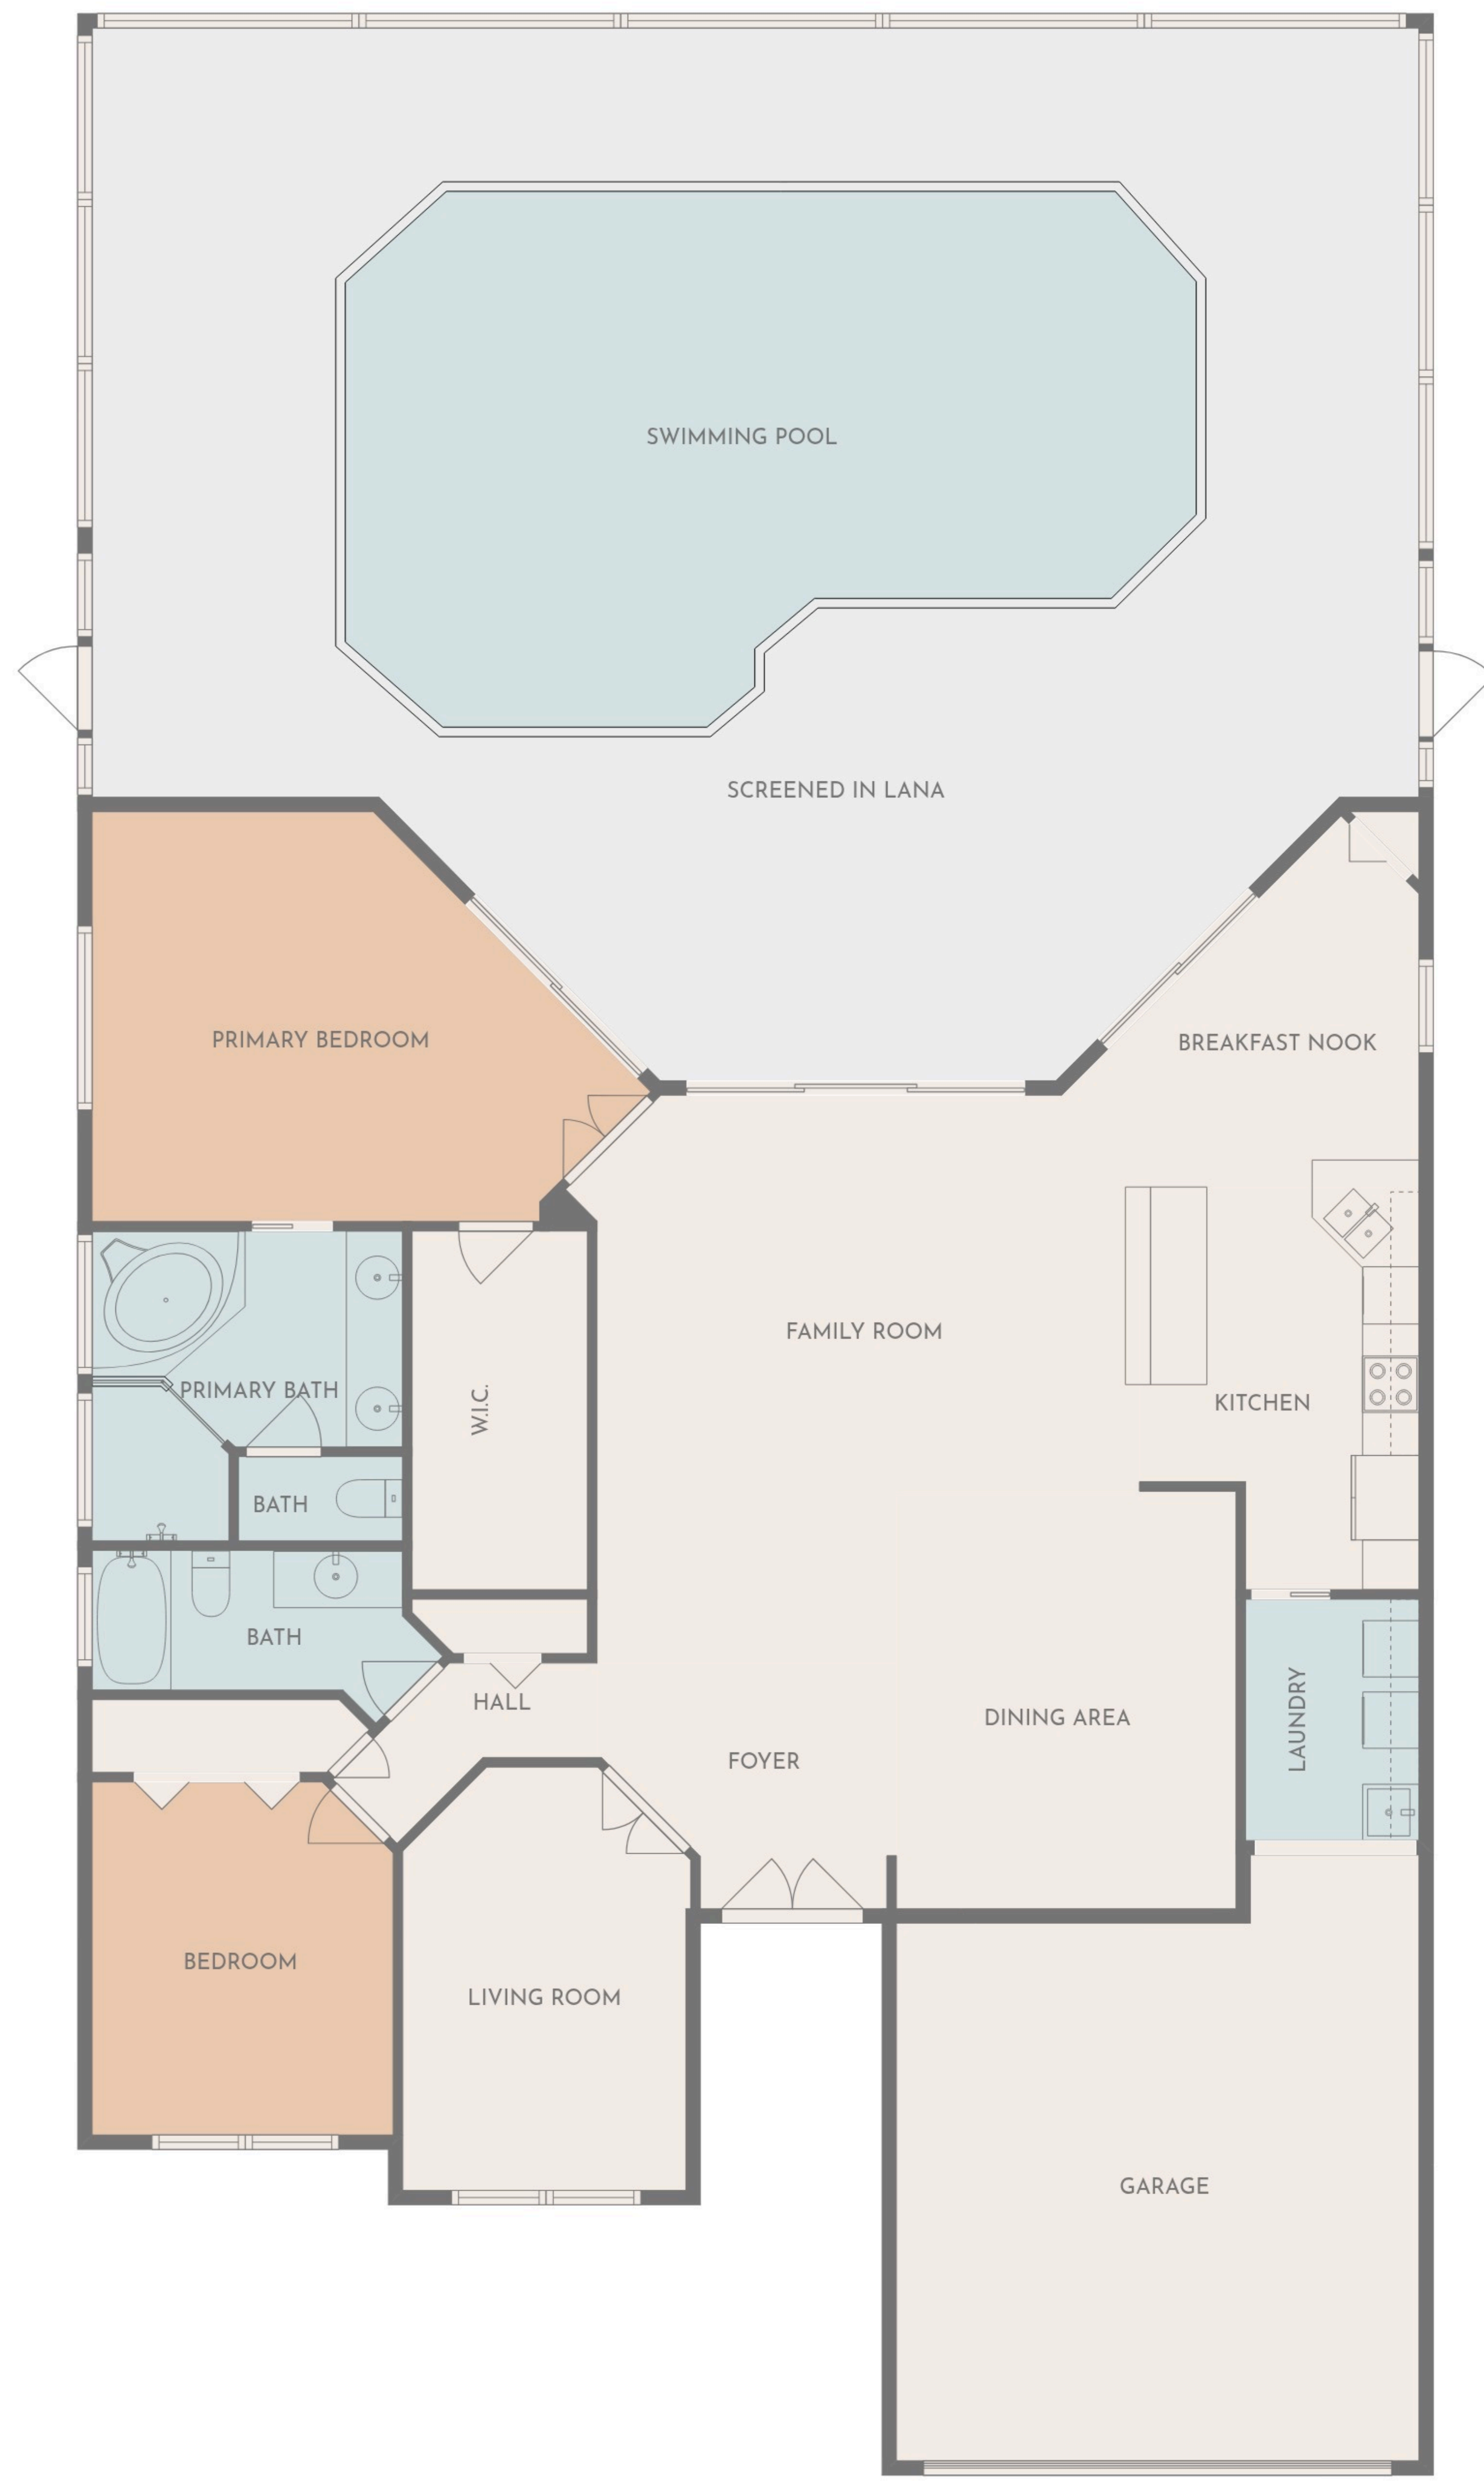 SWIMMING POOL
SCREENED IN LANA
PRIMARY BEDROOM
BREAKFAST NOOK
FAMILY ROOM
PRIMARY BATH
W.I.C.
KITCHEN
BATH
BATH
HALL
DINING AREA
LAUNDRY
FOYER
BEDROOM
LIVING ROOM
GARAGE